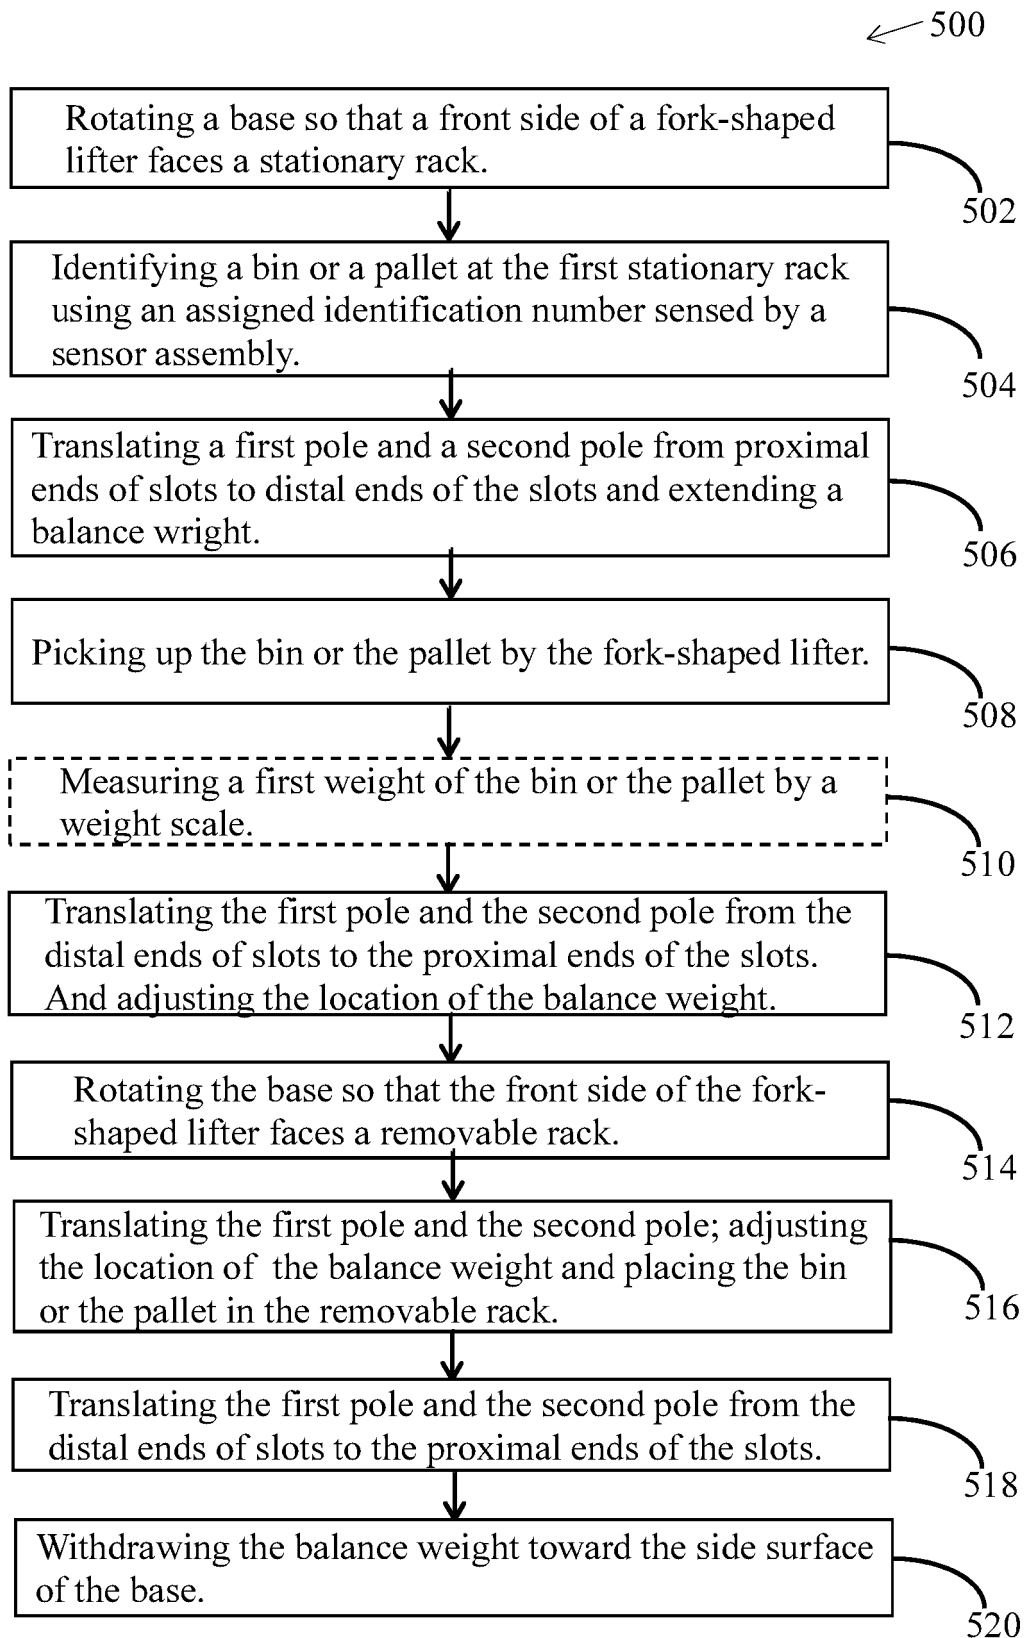 500
Rotating a base so that a front side of a fork-shaped
lifter faces a stationary rack.
502
Identifying a bin or a pallet at the first stationary rack
using an assigned identification number sensed by a
sensor assembly.
504
Translating a first pole and a second pole from proximal
ends of slots to distal ends of the slots and extending a
balance wright.
506
Picking up the bin or the pallet by the fork-shaped lifter.
508
Measuring a first weight of the bin or the pallet by a
weight scale.
510
Translating the first pole and the second pole from the
distal ends of slots to the proximal ends of the slots.
And adjusting the location of the balance weight.
512
Rotating the base so that the front side of the fork-
shaped lifter faces a removable rack.
514
Translating the first pole and the second pole; adjusting
the location of  the balance weight and placing the bin
or the pallet in the removable rack.
516
Translating the first pole and the second pole from the
distal ends of slots to the proximal ends of the slots.
518
Withdrawing the balance weight toward the side surface
of the base.
520